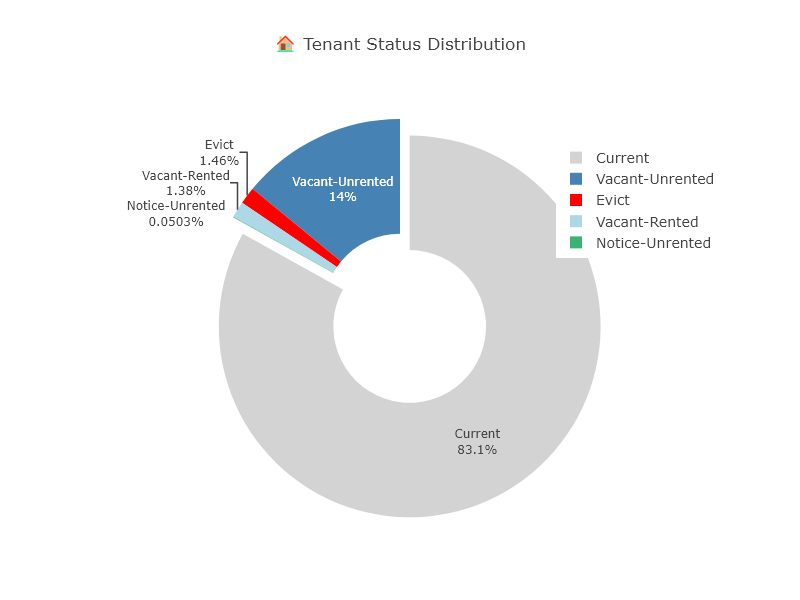 🏠 Tenant Status Distribution
Evict
1.46%
Vacant-Rented
1.38%
Notice-Unrented
0.0503%
Vacant-Unrented
14%
Current
83.1%
Current
Vacant-Unrented
Evict
Vacant-Rented
Notice-Unrented